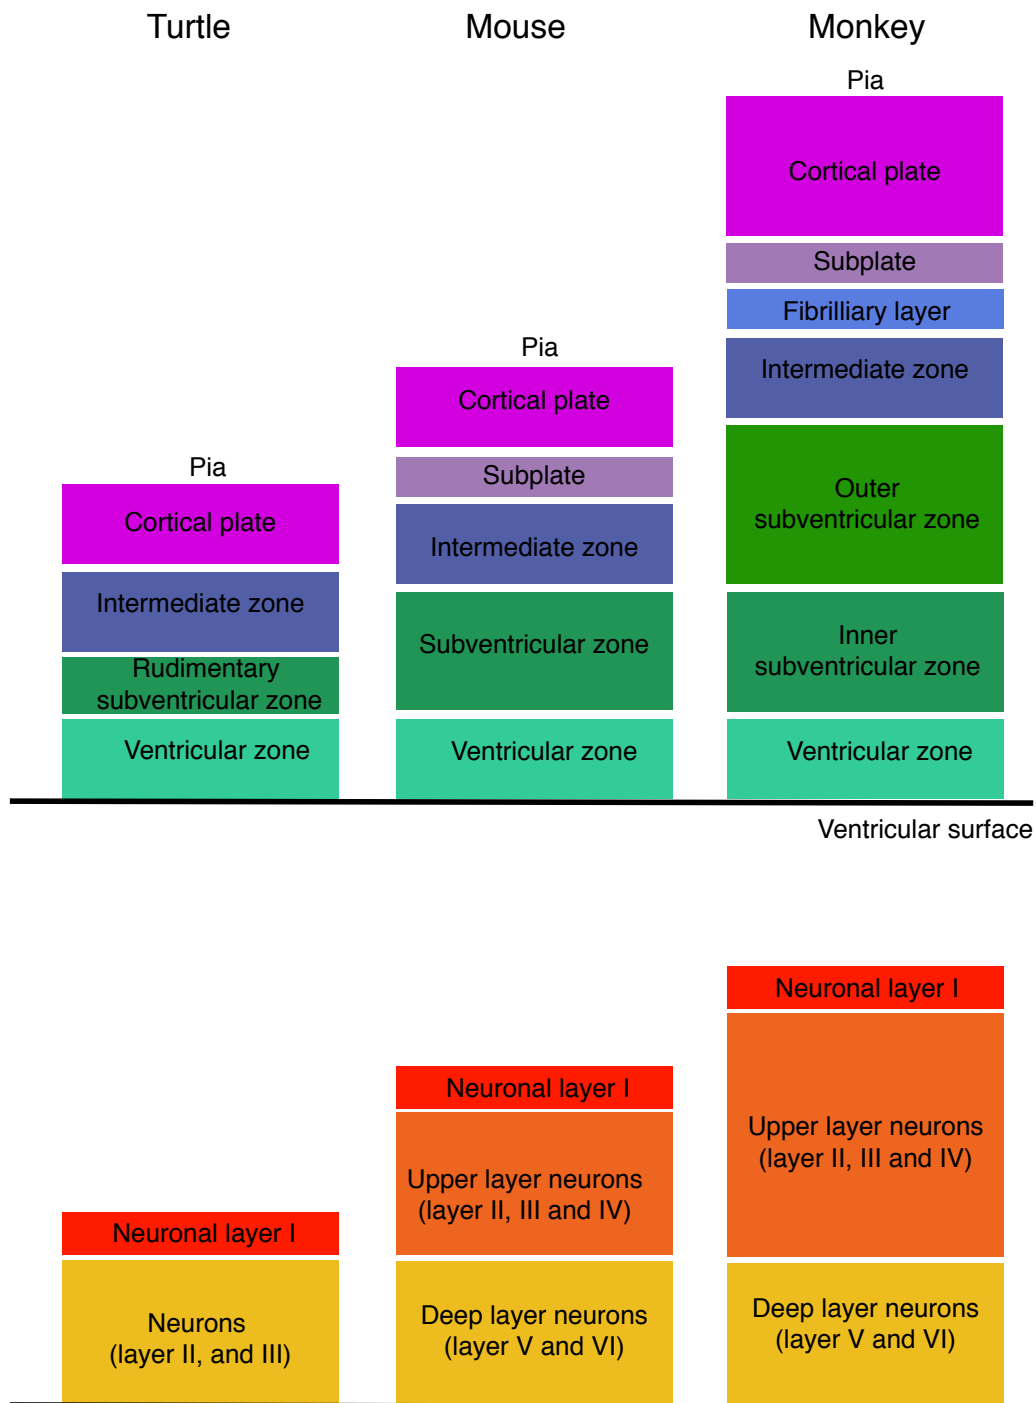 Turtle
Mouse
Monkey
Pia
Cortical plate
Intermediate zone
Rudimentary
subventricular zone
Ventricular zone
Pia
Cortical plate
Subplate
Intermediate zone
Subventricular zone
Ventricular zone
Pia
Cortical plate
Subplate
Fibrilliary layer
Intermediate zone
Outer
subventricular zone
Inner
subventricular zone
Ventricular zone
Ventricular surface
Neuronal layer I
Neurons
(layer II, and III)
Neuronal layer I
Upper layer neurons
(layer II, III and IV)
Deep layer neurons
(layer V and VI)
Neuronal layer I
Upper layer neurons
(layer II, III and IV)
Deep layer neurons
(layer V and VI)